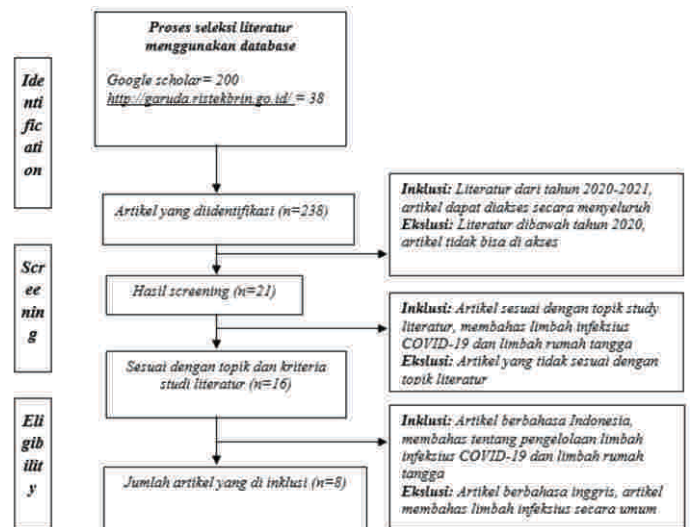 Proses seleksi literatur
menggunakan database
Google scholar= 200
http://garuda.ristekbrin.go.id/ = 38
Ide
nti
fic
ati
on
Artikel yang diidentifikasi (n=238)
Inklusi: Literatur dari tahun 2020-2021,
artikel dapat diakses secara menyeluruh
Ekslusi: Literatur dibawah tahun 2020,
artikel tidak bisa di akses
Scr
ee
nin
g
Hasil screening (n=21)
Inklusi: Artikel sesuai dengan topik study
literatur, membahas limbah infeksius
COVID-19 dan limbah rumah tangga
Ekslusi: Artikel yang tidak sesuai dengan
topik literatur
Sesuai dengan topik dan kriteria
studi literatur (n=16)
Eli
gib
ilit
y
Inklusi: Artikel berbahasa Indonesia,
membahas tentang pengelolaan limbah
infeksius COVID-19 dan limbah rumah
tangga
Ekslusi: Artikel berbahasa inggris, artikel
membahas limbah infeksius secara umum
Jumlah artikel yang di inklusi (n=8)